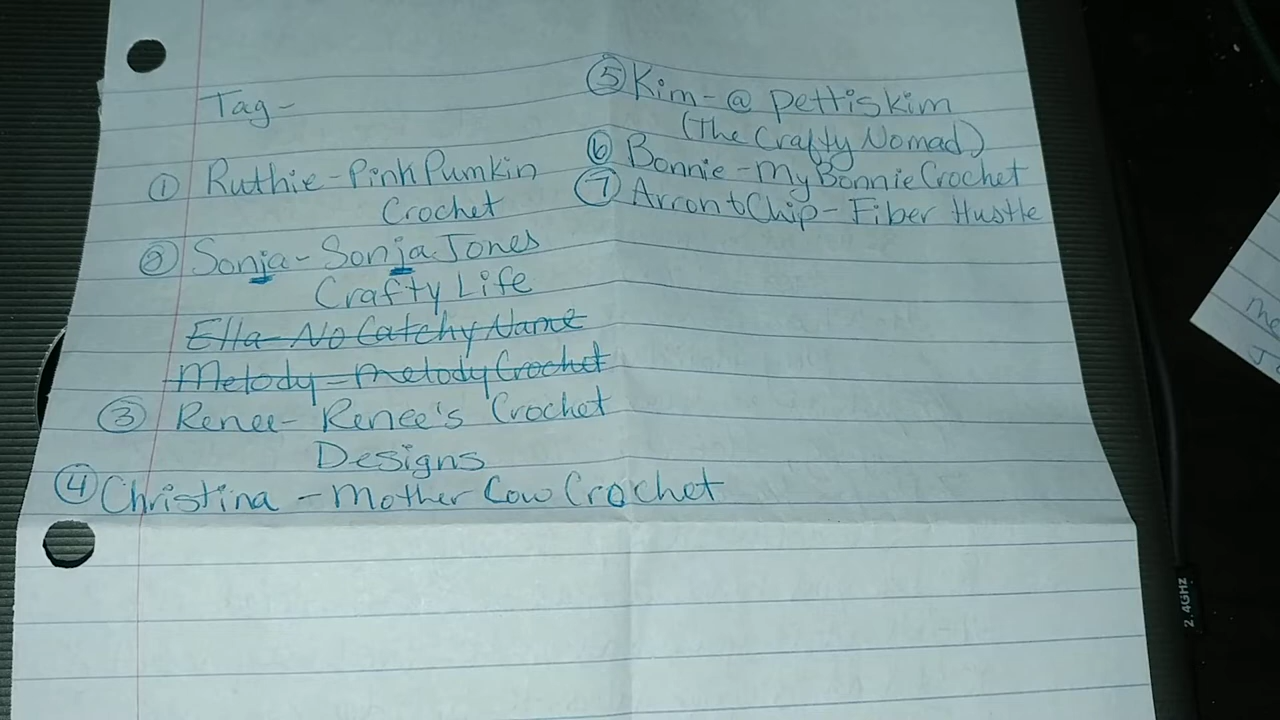 Tag-
① Ruthie-Pink Pumkin
Crochet
② Sonja-Sonja Jones
Crafty Life
Ella-No Catchy Name
Melody-Melody Crochet
③ Renee-Renee's Crochet
Designs
④ Christina-Mother Cow Crochet
⑤ Kim-@pettiskim
(The Crafty Nomad)
⑥ Bonnie-My Bonnie Crochet
⑦ Arron & Chip-Fiber Hustle
2.4GHZ